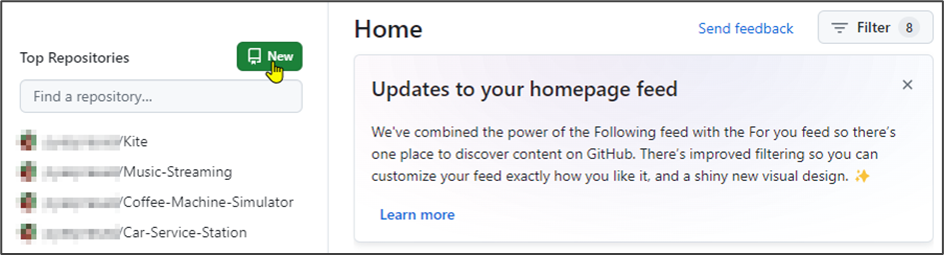 Top Repositories
New
Find a repository...
/Kite
/Music-Streaming
/Coffee-Machine-Simulator
/Car-Service-Station
Home
Send feedback
Filter 8
Updates to your homepage feed
We've combined the power of the Following feed with the For you feed so there's
one place to discover content on GitHub. There's improved filtering so you can
customize your feed exactly how you like it, and a shiny new visual design. ✨
Learn more